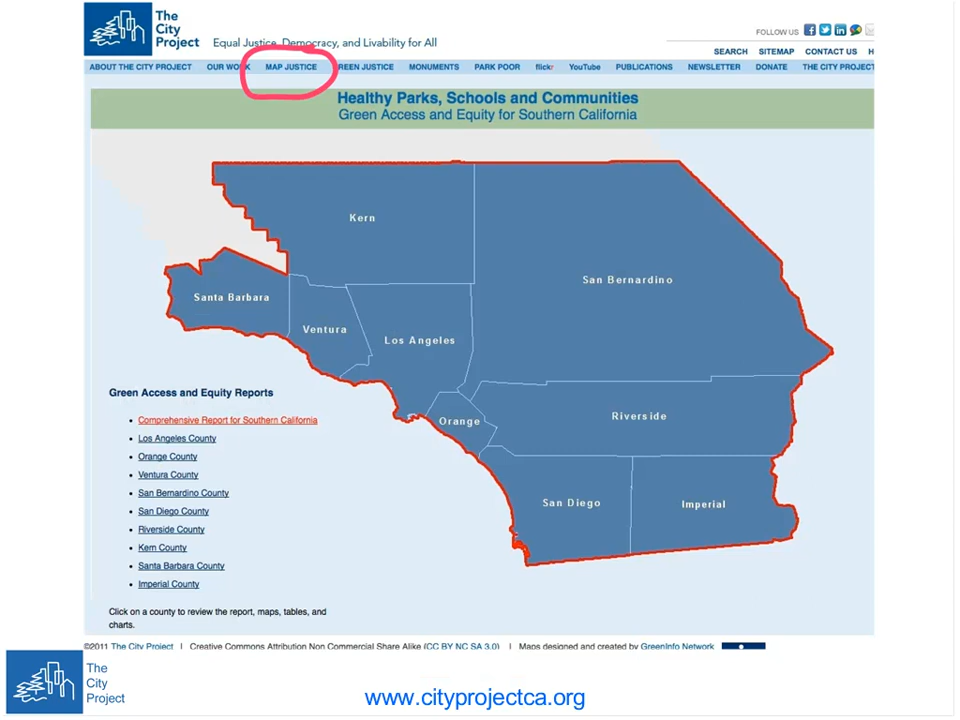 The
City
Project
Equal Justice, Democracy, and Livability for All
FOLLOW US
SEARCH SITEMAP CONTACT US H
ABOUT THE CITY PROJECT OUR WORK MAP JUSTICE REEN JUSTICE MONUMENTS PARK POOR flickr YouTube PUBLICATIONS NEWSLETTER DONATE THE CITY PROJECT
Healthy Parks, Schools and Communities
Green Access and Equity for Southern California
Kern
San Bernardino
Santa Barbara
Ventura
Los Angeles
Orange
Riverside
San Diego
Imperial
Green Access and Equity Reports
Comprehensive Report for Southern California
Los Angeles County
Orange County
Ventura County
San Bernardino County
San Diego County
Riverside County
Kern County
Santa Barbara County
Imperial County
Click on a county to review the report, maps, tables, and
charts.
©2011 The City Project | Creative Commons Attribution Non Commercial Share Alike (CC BY NC SA 3.0) | Maps designed and created by GreenInfo Network
The
City
Project
www.cityprojectca.org